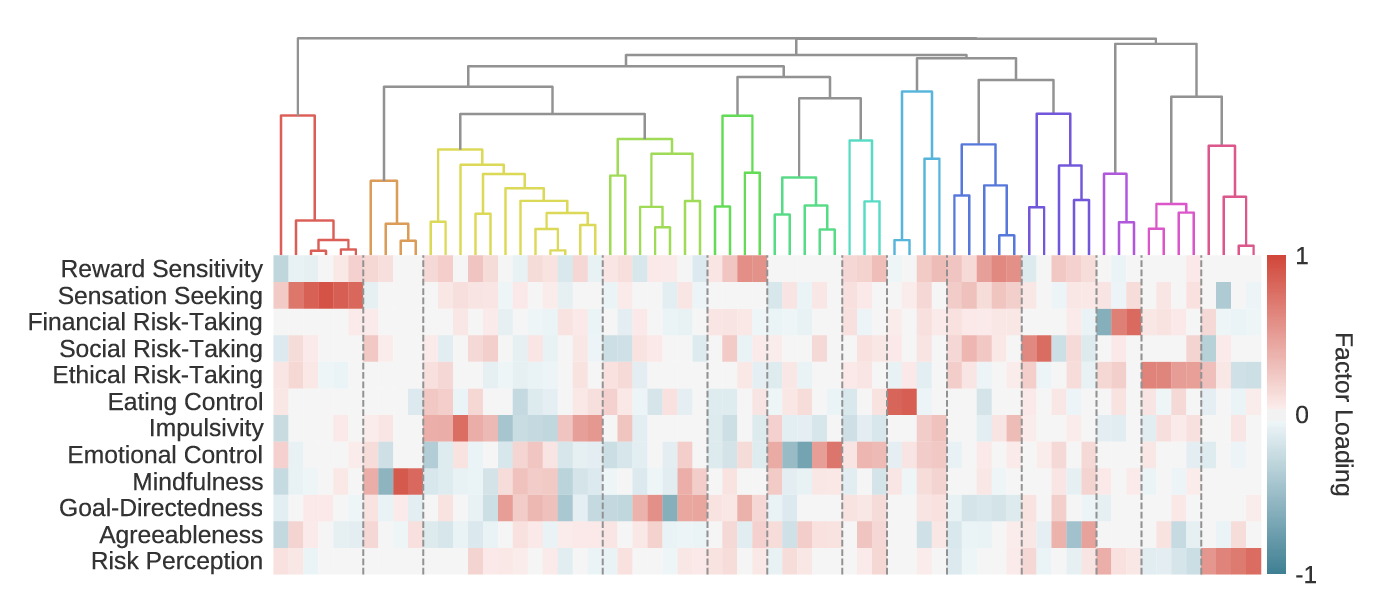 Reward Sensitivity
Sensation Seeking
Financial Risk-Taking
Social Risk-Taking
Ethical Risk-Taking
Eating Control
Impulsivity
Emotional Control
Mindfulness
Goal-Directedness
Agreeableness
Risk Perception
1
0
-1
Factor Loading